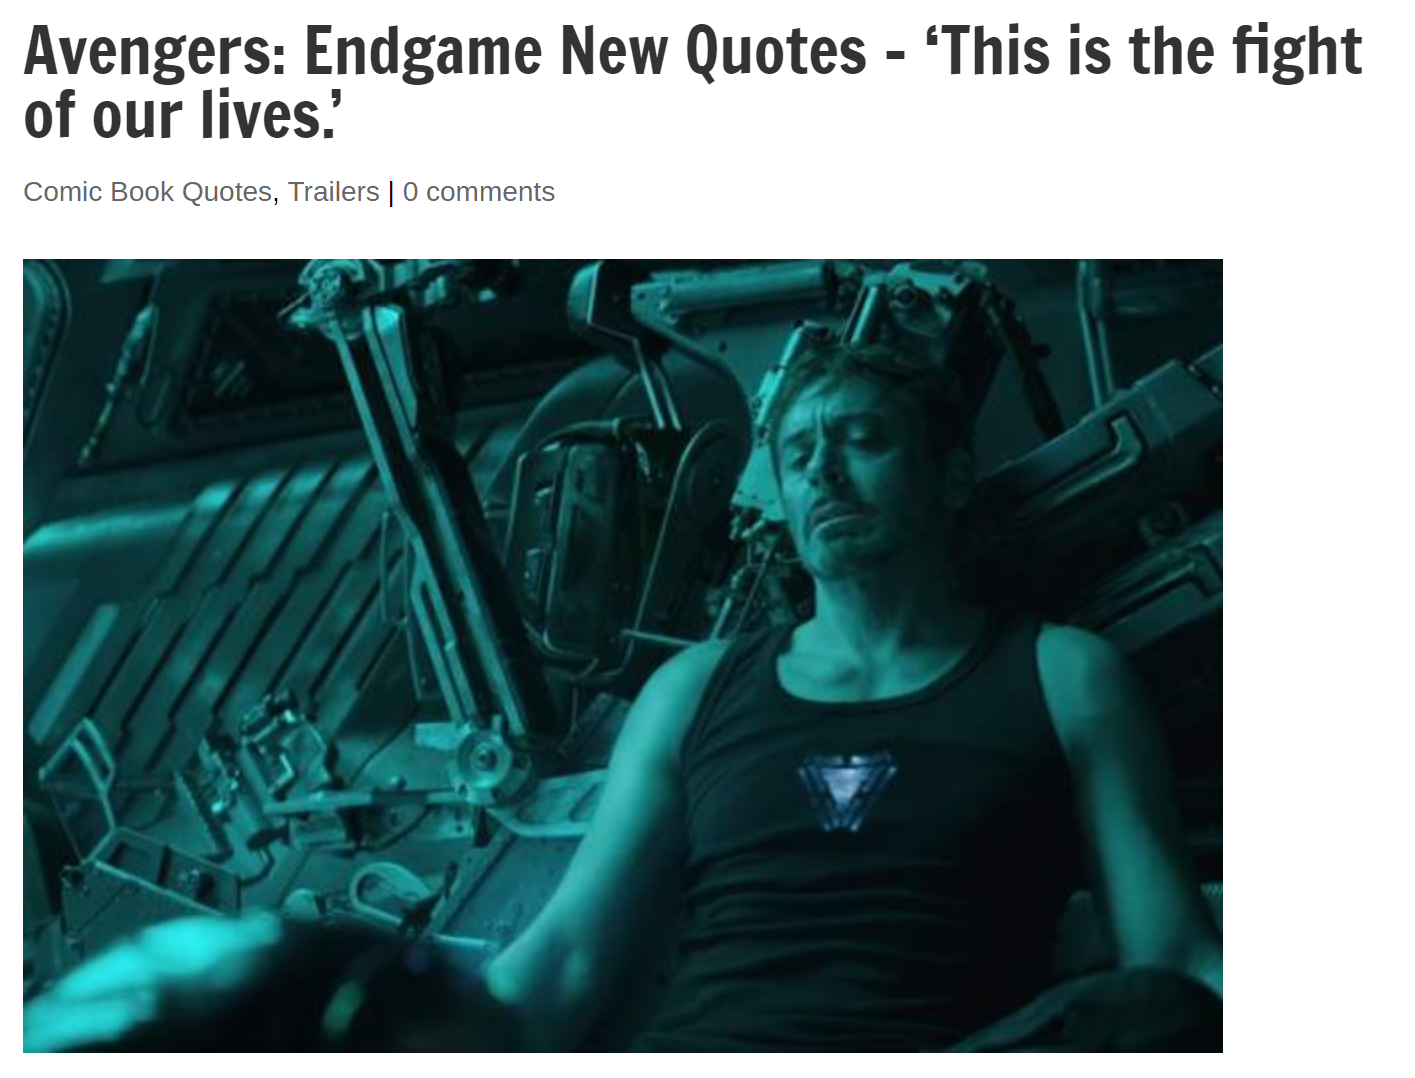 Avengers: Endgame New Quotes – ‘This is the fight
of our lives.’
Comic Book Quotes, Trailers | 0 comments